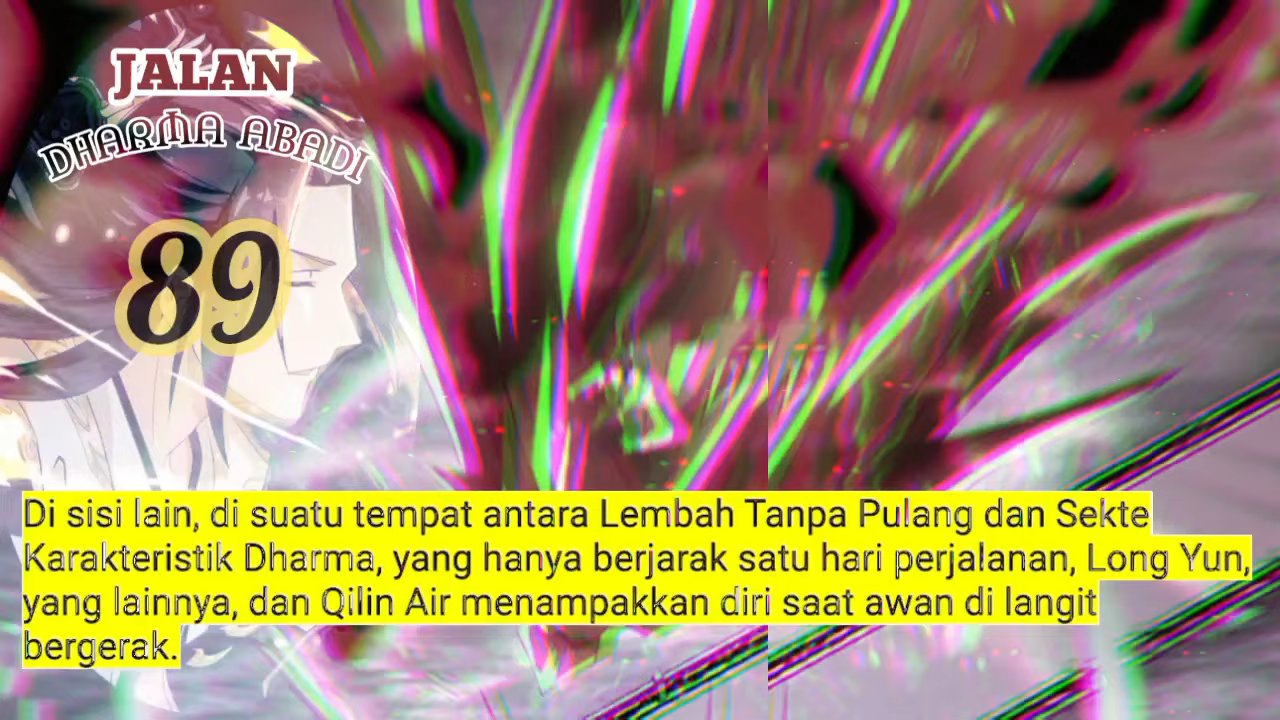 JALAN
DHARMA ABADI
89
Di sisi lain, di suatu tempat antara Lembah Tanpa Pulang dan Sekte
Karakteristik Dharma, yang hanya berjarak satu hari perjalanan, Long Yun,
yang lainnya, dan Qilin Air menampakkan diri saat awan di langit
bergerak.